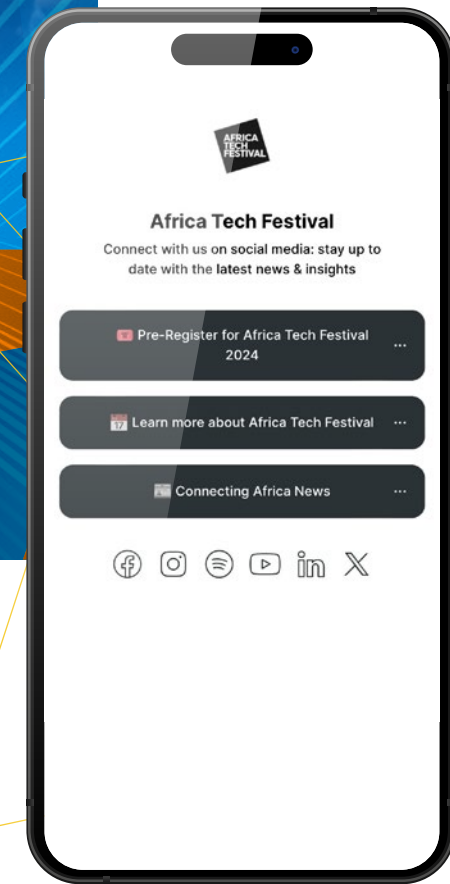 AFRICA
TECH
FESTIVAL
Africa Tech Festival
Connect with us on social media: stay up to
date with the latest news & insights
Pre-Register for Africa Tech Festival
2024
17 Learn more about Africa Tech Festival
Connecting Africa News